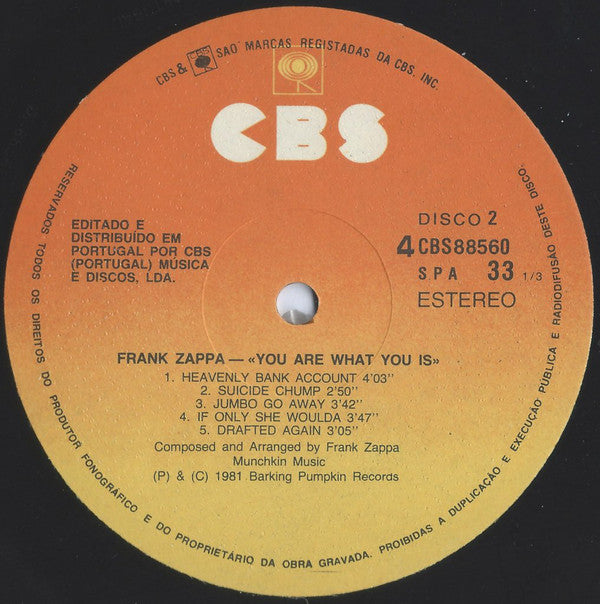 CBS & CBS SAO MARCAS REGISTADAS DA CBS. INC.
CBS
EDITADO E
DISTRIBUÍDO EM
PORTUGAL POR CBS
(PORTUGAL) MÚSICA
E DISCOS, LDA.
DISCO 2
4 CBS88560
SPA 33 1/3
ESTEREO
FRANK ZAPPA — «YOU ARE WHAT YOU IS»
1. HEAVENLY BANK ACCOUNT 4'03"
2. SUICIDE CHUMP 2'50"
3. JUMBO GO AWAY 3'42"
4. IF ONLY SHE WOULDA 3'47"
5. DRAFTED AGAIN 3'05"
Composed and Arranged by Frank Zappa
Munchkin Music
(P) & (C) 1981 Barking Pumpkin Records
RESERVADOS TODOS OS DIREITOS DO PRODUTOR FONOGRÁFICO E DO PROPRIETÁRIO DA OBRA GRAVADA. PROIBIDAS A DUPLICAÇÃO E EXECUÇÃO PUBLICA E RADIODIFUSÃO DESTE DISCO.